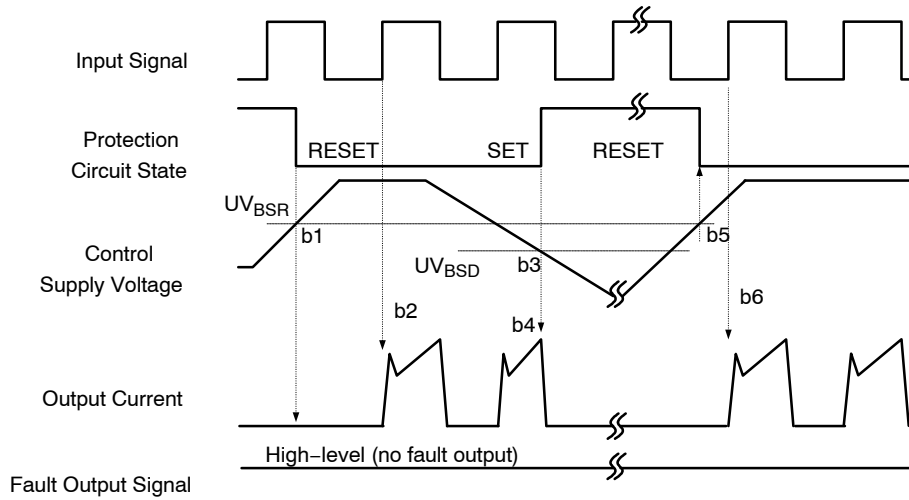 Input Signal
Protection
Circuit State
RESET
SET
RESET
UVBSR
b1
b5
Control
Supply Voltage
UVBSD
b3
b2
b4
b6
Output Current
High−level (no fault output)
Fault Output Signal